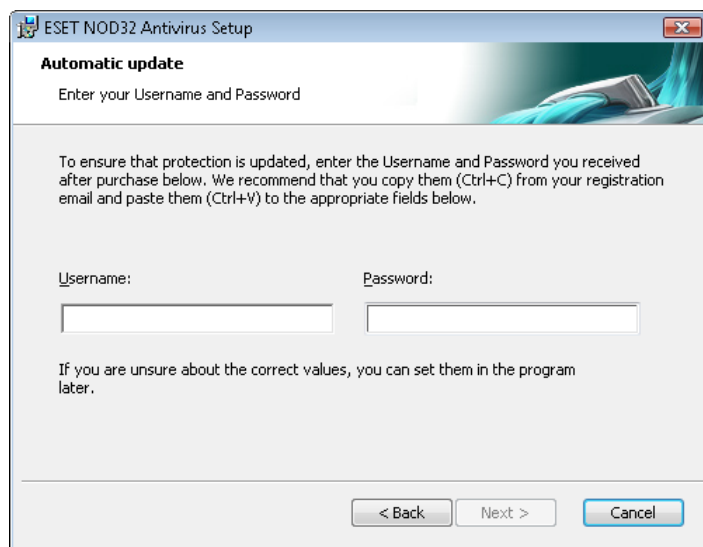 ESET NOD32 Antivirus Setup
Automatic update
Enter your Username and Password
To ensure that protection is updated, enter the Username and Password you received
after purchase below. We recommend that you copy them (Ctrl+C) from your registration
email and paste them (Ctrl+V) to the appropriate fields below.
Username: Password:
If you are unsure about the correct values, you can set them in the program
later.
< Back Next > Cancel